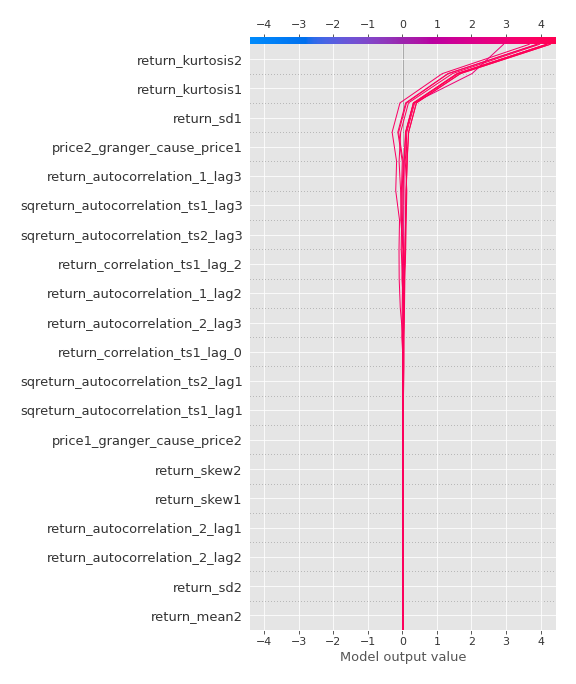 −4 −3 −2 −1 0 1 2 3 4
return_kurtosis2
return_kurtosis1
return_sd1
price2_granger_cause_price1
return_autocorrelation_1_lag3
sqreturn_autocorrelation_ts1_lag3
sqreturn_autocorrelation_ts2_lag3
return_correlation_ts1_lag_2
return_autocorrelation_1_lag2
return_autocorrelation_2_lag3
return_correlation_ts1_lag_0
sqreturn_autocorrelation_ts2_lag1
sqreturn_autocorrelation_ts1_lag1
price1_granger_cause_price2
return_skew2
return_skew1
return_autocorrelation_2_lag1
return_autocorrelation_2_lag2
return_sd2
return_mean2
−4 −3 −2 −1 0 1 2 3 4
Model output value